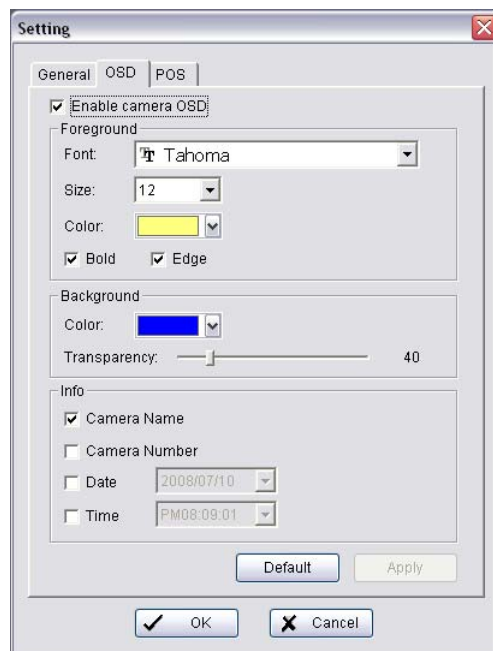 Setting
General OSD POS
Enable camera OSD
Foreground
Font: Tahoma
Size: 12
Color:
Bold Edge
Background
Color:
Transparency: 40
Info
Camera Name
Camera Number
Date 2008/07/10
Time PM08:09:01
Default Apply
OK Cancel